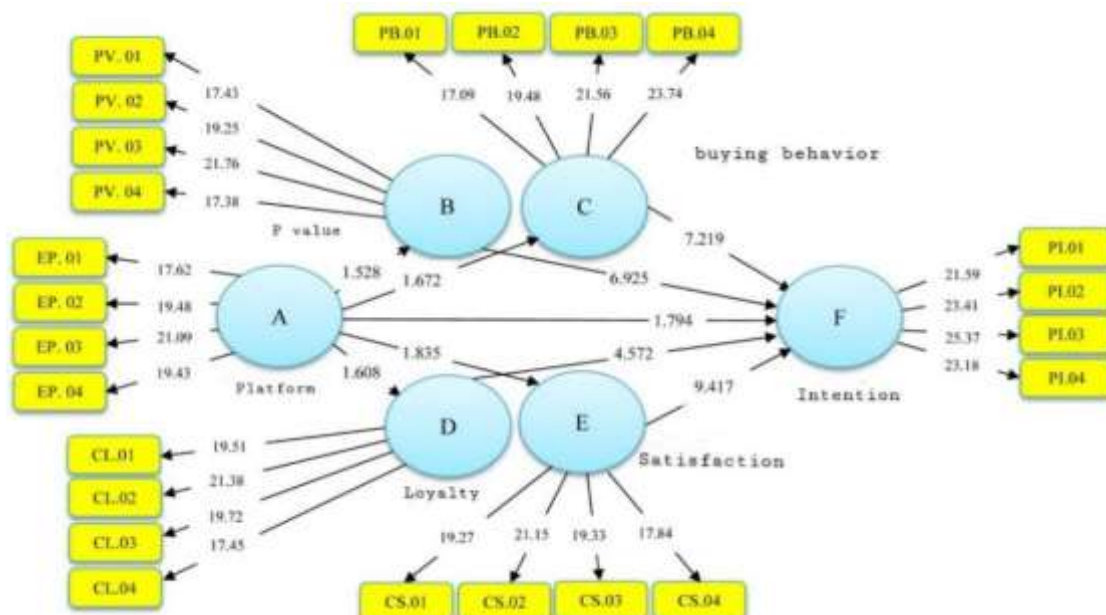 PB.01
PB.02
PB.03
PB.04
PV. 01
PV. 02
PV. 03
PV. 04
17.43
19.25
21.76
17.38
17.09
19.48
21.56
23.74
buying behavior
B
C
P value
7.219
EP. 01
EP. 02
EP. 03
EP. 04
17.62
19.48
21.09
19.43
1.528
1.672
6.925
A
Platform
1.794
F
Intention
21.59
23.41
25.37
23.18
PI.01
PI.02
PI.03
PI.04
1.835
1.608
4.572
9.417
D
E
Loyalty
Satisfaction
CL.01
CL.02
CL.03
CL.04
19.51
21.38
19.72
17.45
19.27
21.15
19.33
17.84
CS.01
CS.02
CS.03
CS.04